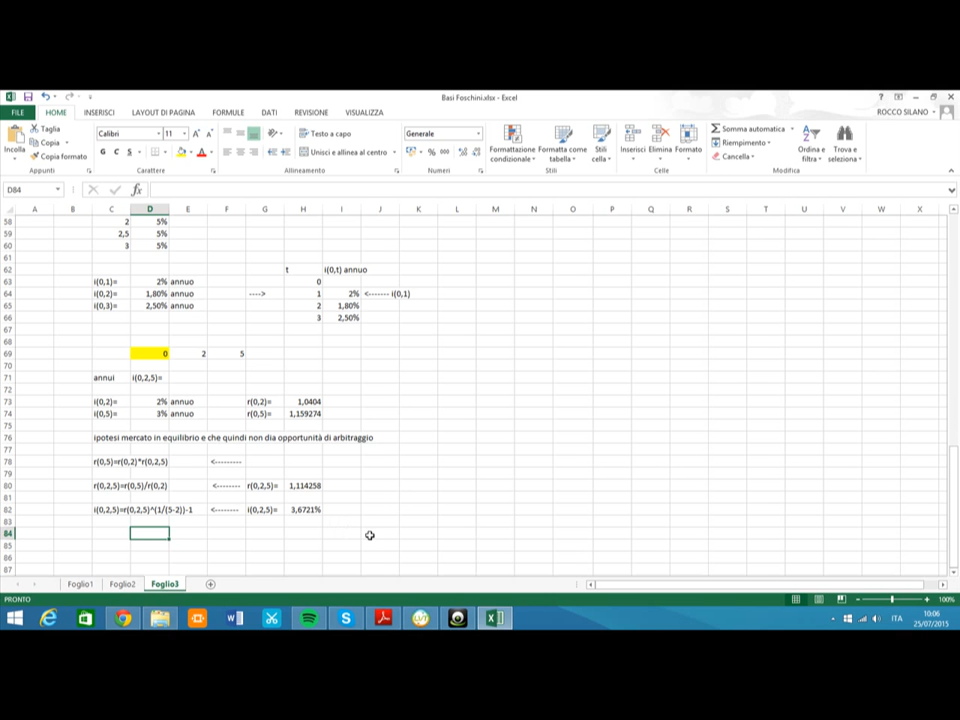 Basi Foschini.xlsx - Excel
FILE HOME INSERISCI LAYOUT DI PAGINA FORMULE DATI REVISIONE VISUALIZZA ROCCO SILANO
Incolla Taglia Copia Copia formato Appunti
Calibri 11 G C S Carattere
Testo a capo Unisci e allinea al centro Allineamento
Generale % 000 Numeri
Formattazione condizionale Formatta come tabella Stili cella Stili
Inserisci Elimina Formato Celle
Somma automatica Riempimento Cancella Ordina e filtra Trova e seleziona Modifica
D84 fx
A B C D E F G H I J K L M N O P Q R S T U V W X
58 2 5%
59 2,5 5%
60 3 5%
61
62 t i(0,t) annuo
63 i(0,1)= 2% annuo 0
64 i(0,2)= 1,80% annuo ----> 1 2% <------- i(0,1)
65 i(0,3)= 2,50% annuo 2 1,80%
66 3 2,50%
67
68
69 0 2 5
70
71 annui i(0,2,5)=
72
73 i(0,2)= 2% annuo r(0,2)= 1,0404
74 i(0,5)= 3% annuo r(0,5)= 1,159274
75
76 ipotesi mercato in equilibrio e che quindi non dia opportunità di arbitraggio
77
78 r(0,5)=r(0,2)*r(0,2,5) <---------
79
80 r(0,2,5)=r(0,5)/r(0,2) <-------- r(0,2,5)= 1,114258
81
82 i(0,2,5)=r(0,2,5)^(1/(5-2))-1 <-------- i(0,2,5)= 3,6721%
83
84
85
86
87
Foglio1 Foglio2 Foglio3
PRONTO 100%
ITA 10:06
25/07/2015